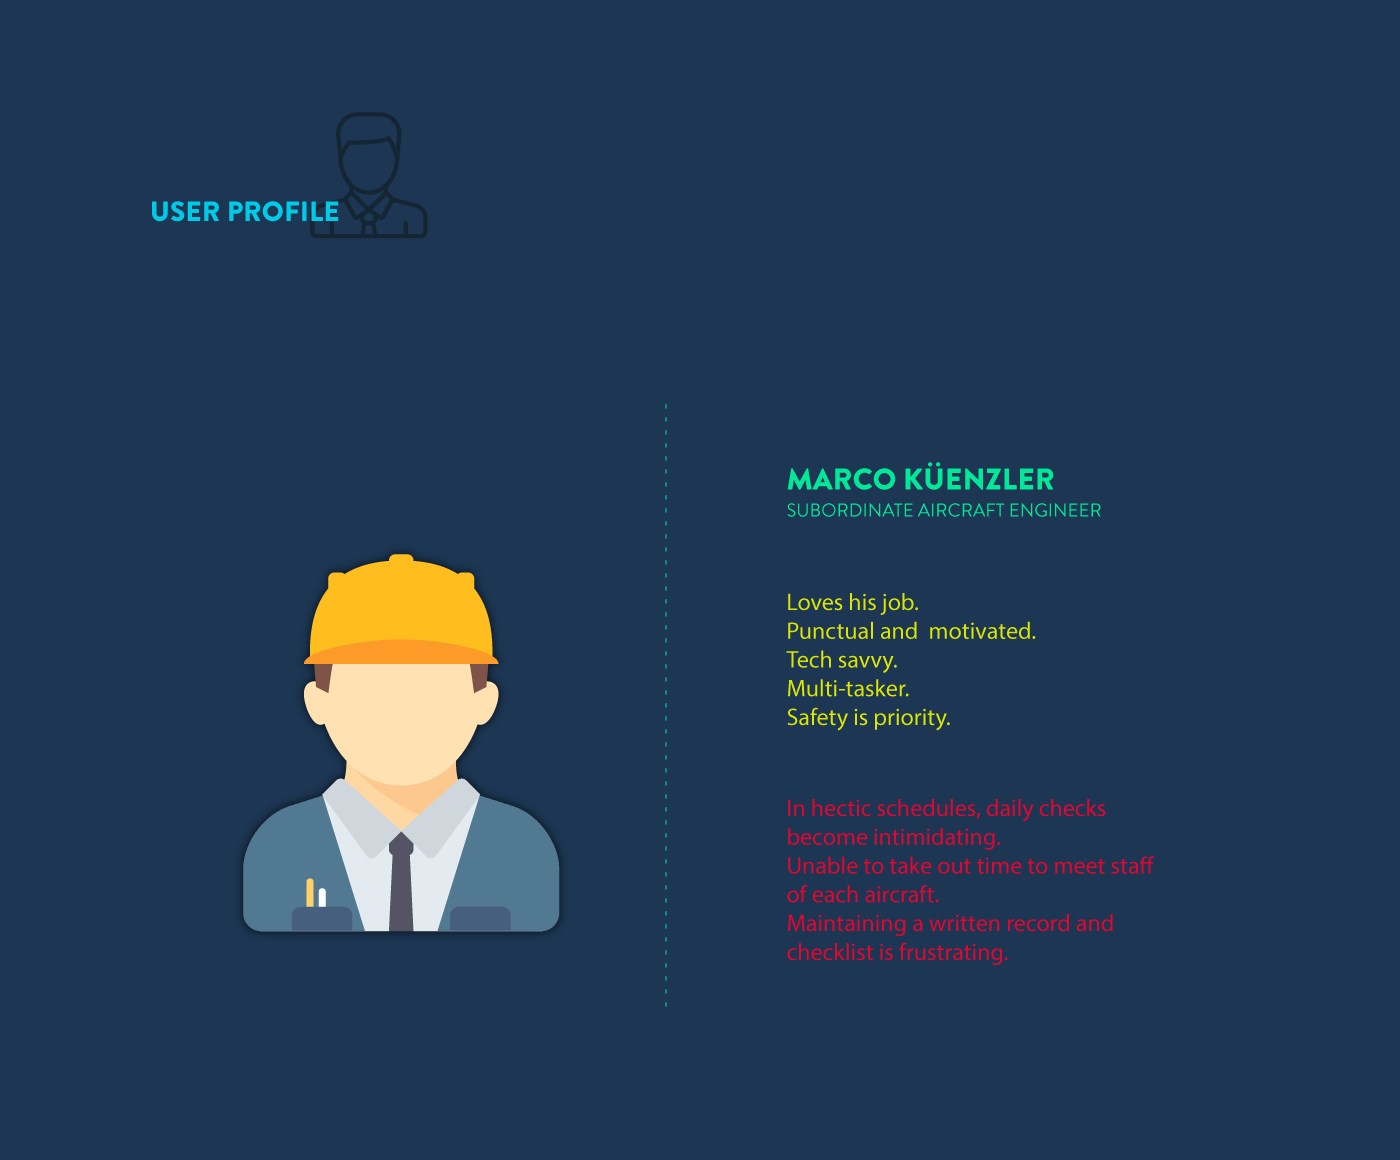 USER PROFILE
MARCO KÜENZLER
SUBORDINATE AIRCRAFT ENGINEER
Loves his job.
Punctual and  motivated.
Tech savvy.
Multi-tasker.
Safety is priority.
In hectic schedules, daily checks
become intimidating.
Unable to take out time to meet staff
of each aircraft.
Maintaining a written record and
checklist is frustrating.